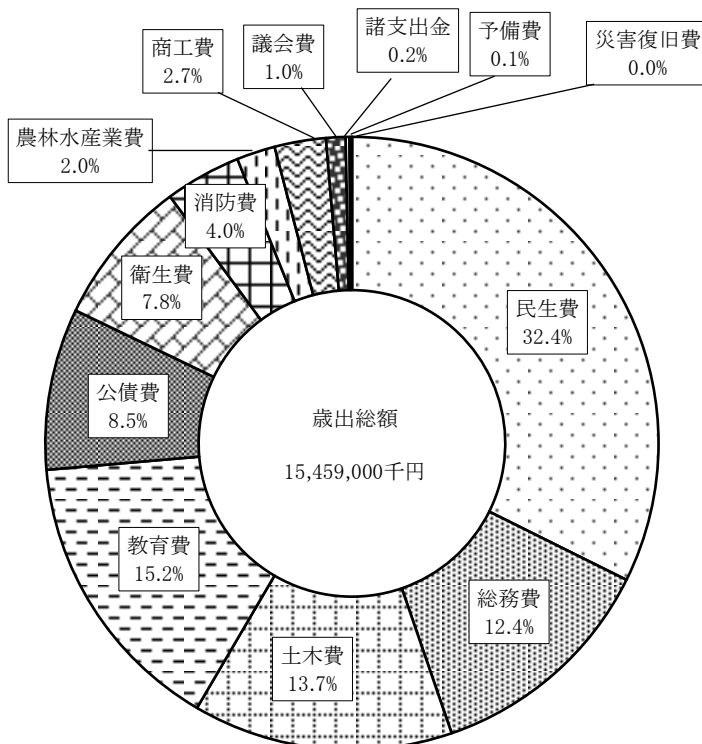 商工費
2.7%
議会費
1.0%
諸支出金
0.2%
予備費
0.1%
災害復旧費
0.0%
農林水産業費
2.0%
消防費
4.0%
衛生費
7.8%
公債費
8.5%
教育費
15.2%
土木費
13.7%
総務費
12.4%
民生費
32.4%
歳出総額
15,459,000千円